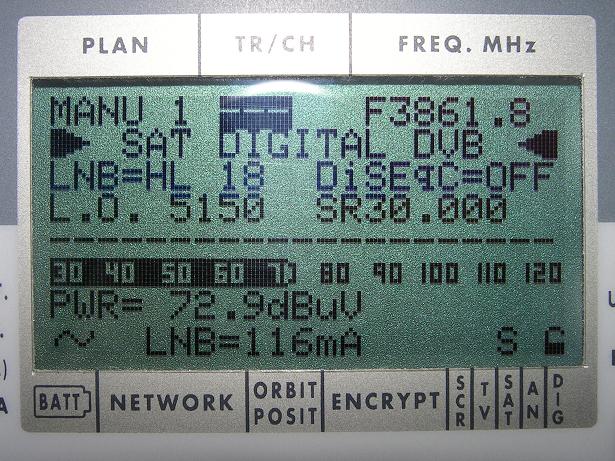 PLAN TR/CH FREQ. MHz
MANU 1 F3861.8
SAT DIGITAL DVB
LNB=HL 18 DiSEqC=OFF
L.O. 5150 SR30.000
30 40 50 60 70 80 90 100 110 120
PWR= 72.9dBuV
~ LNB=116mA S
BATT NETWORK ORBIT POSIT ENCRYPT SCR TV SAT AN DIG